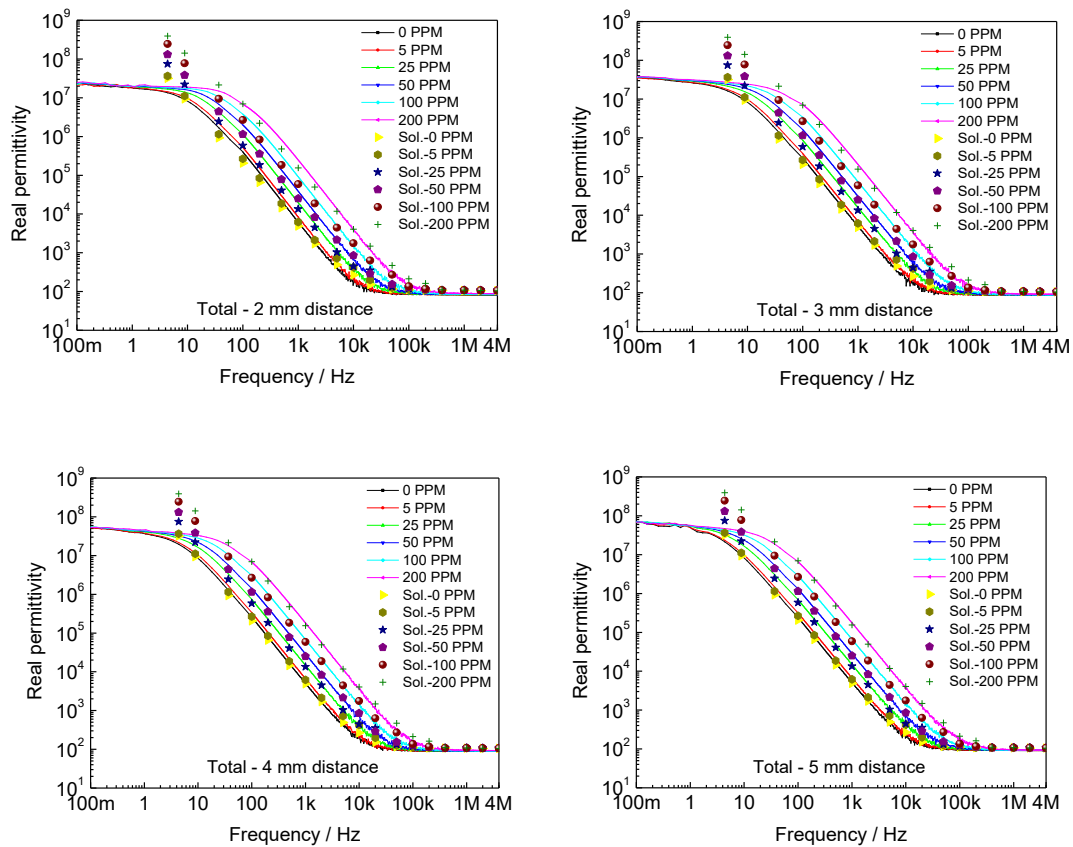 10^9
10^8
10^7
10^6
10^5
10^4
10^3
10^2
10^1
Real permittivity
0 PPM
5 PPM
25 PPM
50 PPM
100 PPM
200 PPM
Sol.-0 PPM
Sol.-5 PPM
Sol.-25 PPM
Sol.-50 PPM
Sol.-100 PPM
Sol.-200 PPM
Total - 2 mm distance
100m 1 10 100 1k 10k 100k 1M 4M
Frequency / Hz
10^9
10^8
10^7
10^6
10^5
10^4
10^3
10^2
10^1
Real permittivity
0 PPM
5 PPM
25 PPM
50 PPM
100 PPM
200 PPM
Sol.-0 PPM
Sol.-5 PPM
Sol.-25 PPM
Sol.-50 PPM
Sol.-100 PPM
Sol.-200 PPM
Total - 3 mm distance
100m 1 10 100 1k 10k 100k 1M 4M
Frequency / Hz
10^9
10^8
10^7
10^6
10^5
10^4
10^3
10^2
10^1
Real permittivity
0 PPM
5 PPM
25 PPM
50 PPM
100 PPM
200 PPM
Sol.-0 PPM
Sol.-5 PPM
Sol.-25 PPM
Sol.-50 PPM
Sol.-100 PPM
Sol.-200 PPM
Total - 4 mm distance
100m 1 10 100 1k 10k 100k 1M 4M
Frequency / Hz
10^9
10^8
10^7
10^6
10^5
10^4
10^3
10^2
10^1
Real permittivity
0 PPM
5 PPM
25 PPM
50 PPM
100 PPM
200 PPM
Sol.-0 PPM
Sol.-5 PPM
Sol.-25 PPM
Sol.-50 PPM
Sol.-100 PPM
Sol.-200 PPM
Total - 5 mm distance
100m 1 10 100 1k 10k 100k 1M 4M
Frequency / Hz